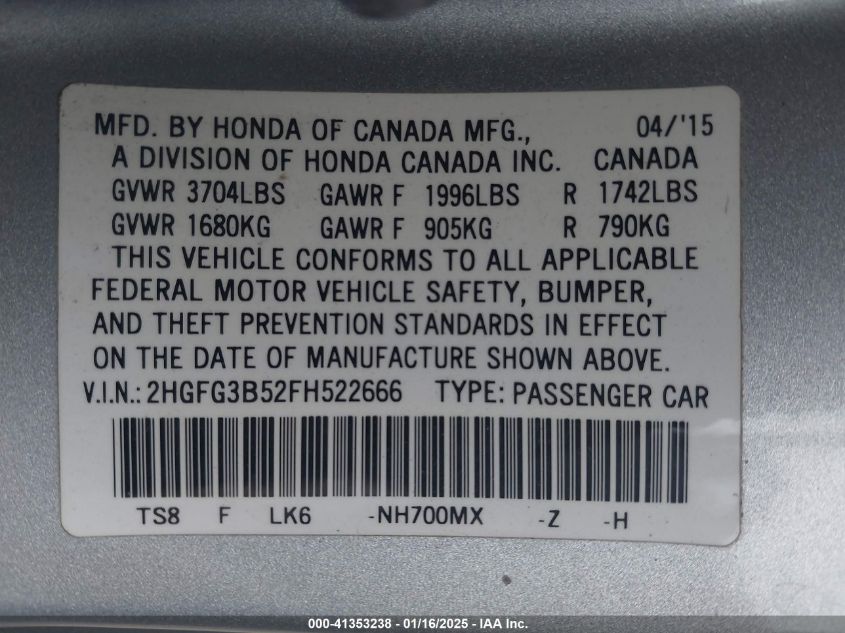 MFD. BY HONDA OF CANADA MFG., 04/'15
A DIVISION OF HONDA CANADA INC. CANADA
GVWR 3704LBS GAWR F 1996LBS R 1742LBS
GVWR 1680KG GAWR F 905KG R 790KG
THIS VEHICLE CONFORMS TO ALL APPLICABLE
FEDERAL MOTOR VEHICLE SAFETY, BUMPER,
AND THEFT PREVENTION STANDARDS IN EFFECT
ON THE DATE OF MANUFACTURE SHOWN ABOVE.
V.I.N.: 2HGFG3B52FH522666 TYPE: PASSENGER CAR
TS8 F LK6 -NH700MX -Z -H
000-41353238 - 01/16/2025 - IAA Inc.